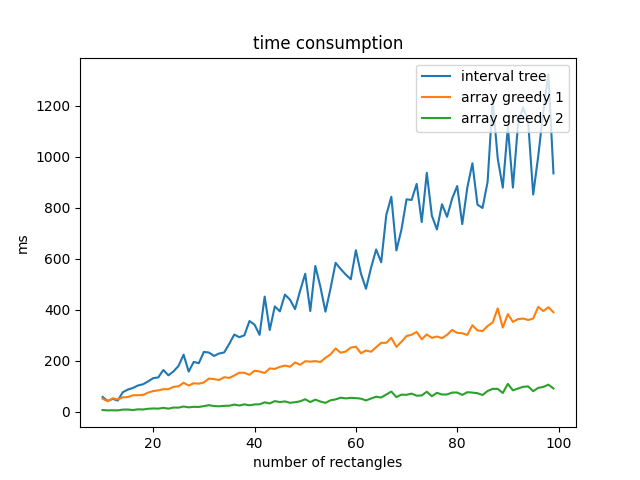 time consumption
interval tree
array greedy 1
array greedy 2
ms
1200
1000
800
600
400
200
0
20 40 60 80 100
number of rectangles